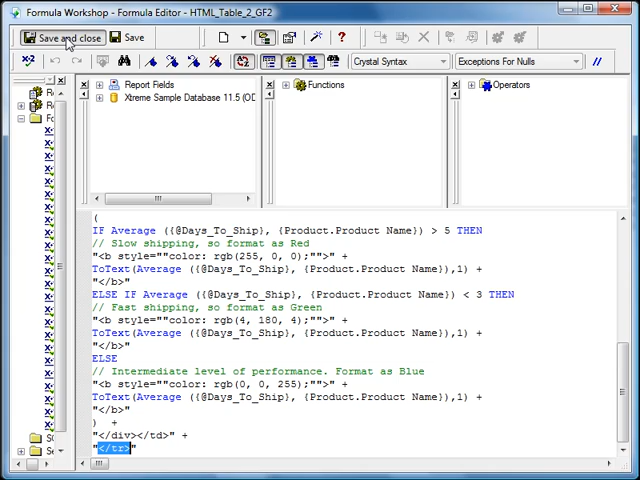 Formula Workshop - Formula Editor - HTML_Table_2_GF2
Save and close
Save
Crystal Syntax
Exceptions For Nulls
//
Report Fields
Xtreme Sample Database 11.5 (OD
Functions
Operators
(
IF Average ({@Days_To_Ship}, {Product.Product Name}) > 5 THEN
// Slow shipping, so format as Red
"<b style=""color: rgb(255, 0, 0);"">" +
ToText(Average ({@Days_To_Ship}, {Product.Product Name}),1) +
"</b>"
ELSE IF Average ({@Days_To_Ship}, {Product.Product Name}) < 3 THEN
// Fast shipping, so format as Green
"<b style=""color: rgb(4, 180, 4);"">" +
ToText(Average ({@Days_To_Ship}, {Product.Product Name}),1) +
"</b>"
ELSE
// Intermediate level of performance. Format as Blue
"<b style=""color: rgb(0, 0, 255);"">" +
ToText(Average ({@Days_To_Ship}, {Product.Product Name}),1) +
"</b>"
) +
"</div></td>" +
"</tr>"